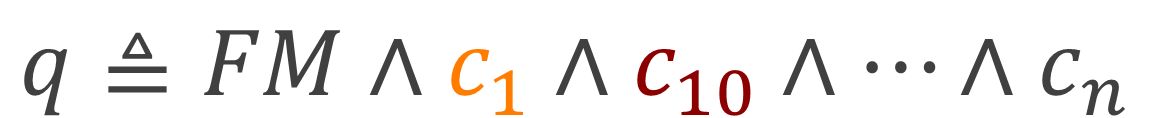 q ≜ FM ∧ c₁ ∧ c₁₀ ∧ ⋯ ∧ cₙ